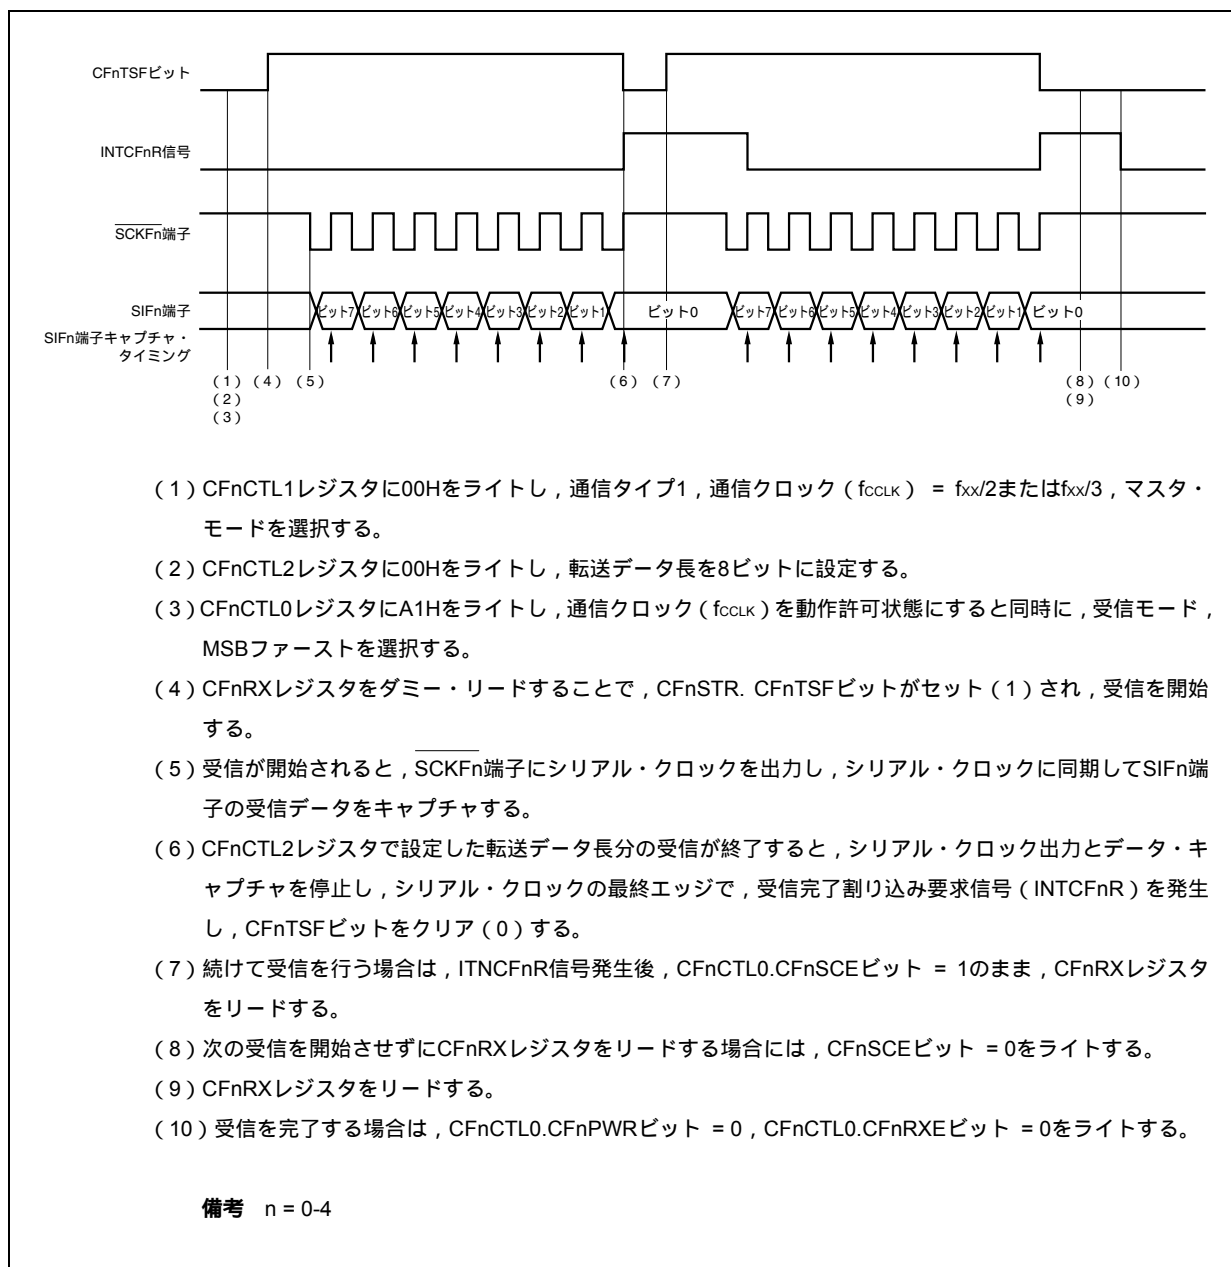 CFnTSFビット
INTCFnR信号
SCKFn端子
SIFn端子
ビット7 ビット6 ビット5 ビット4 ビット3 ビット2 ビット1 ビット0 ビット7 ビット6 ビット5 ビット4 ビット3 ビット2 ビット1 ビット0
SIFn端子キャプチャ・
タイミング
（1）（4）（5）（6）（7）（8）（10）
（2）（9）
（3）
（1）CFnCTL1レジスタに00Hをライトし，通信タイプ1，通信クロック（fCCLK） = fXX/2またはfXX/3，マスタ・
モードを選択する。
（2）CFnCTL2レジスタに00Hをライトし，転送データ長を8ビットに設定する。
（3）CFnCTL0レジスタにA1Hをライトし，通信クロック（fCCLK）を動作許可状態にすると同時に，受信モード，
MSBファーストを選択する。
（4）CFnRXレジスタをダミー・リードすることで，CFnSTR. CFnTSFビットがセット（1）され，受信を開始
する。
（5）受信が開始されると，SCKFn端子にシリアル・クロックを出力し，シリアル・クロックに同期してSIFn端
子の受信データをキャプチャする。
（6）CFnCTL2レジスタで設定した転送データ長分の受信が終了すると，シリアル・クロック出力とデータ・キ
ャプチャを停止し，シリアル・クロックの最終エッジで，受信完了割り込み要求信号（INTCFnR）を発生
し，CFnTSFビットをクリア（0）する。
（7）続けて受信を行う場合は，ITNCFnR信号発生後，CFnCTL0.CFnSCEビット = 1のまま，CFnRXレジスタ
をリードする。
（8）次の受信を開始させずにCFnRXレジスタをリードする場合には，CFnSCEビット = 0をライトする。
（9）CFnRXレジスタをリードする。
（10）受信を完了する場合は，CFnCTL0.CFnPWRビット = 0，CFnCTL0.CFnRXEビット = 0をライトする。
備考 n = 0-4